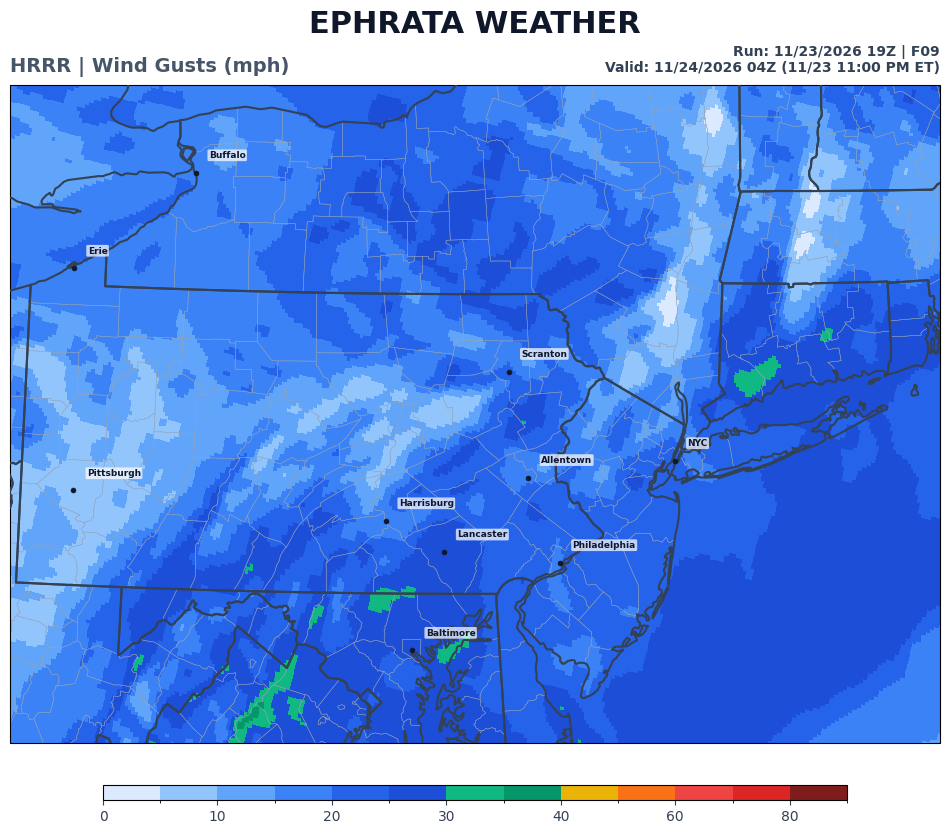 EPHRATA WEATHER
HRRR | Wind Gusts (mph)
Run: 11/23/2026 19Z | F09
Valid: 11/24/2026 04Z (11/23 11:00 PM ET)
Buffalo
Erie
Scranton
NYC
Allentown
Pittsburgh
Harrisburg
Lancaster
Philadelphia
Baltimore
0 10 20 30 40 50 60 70 80